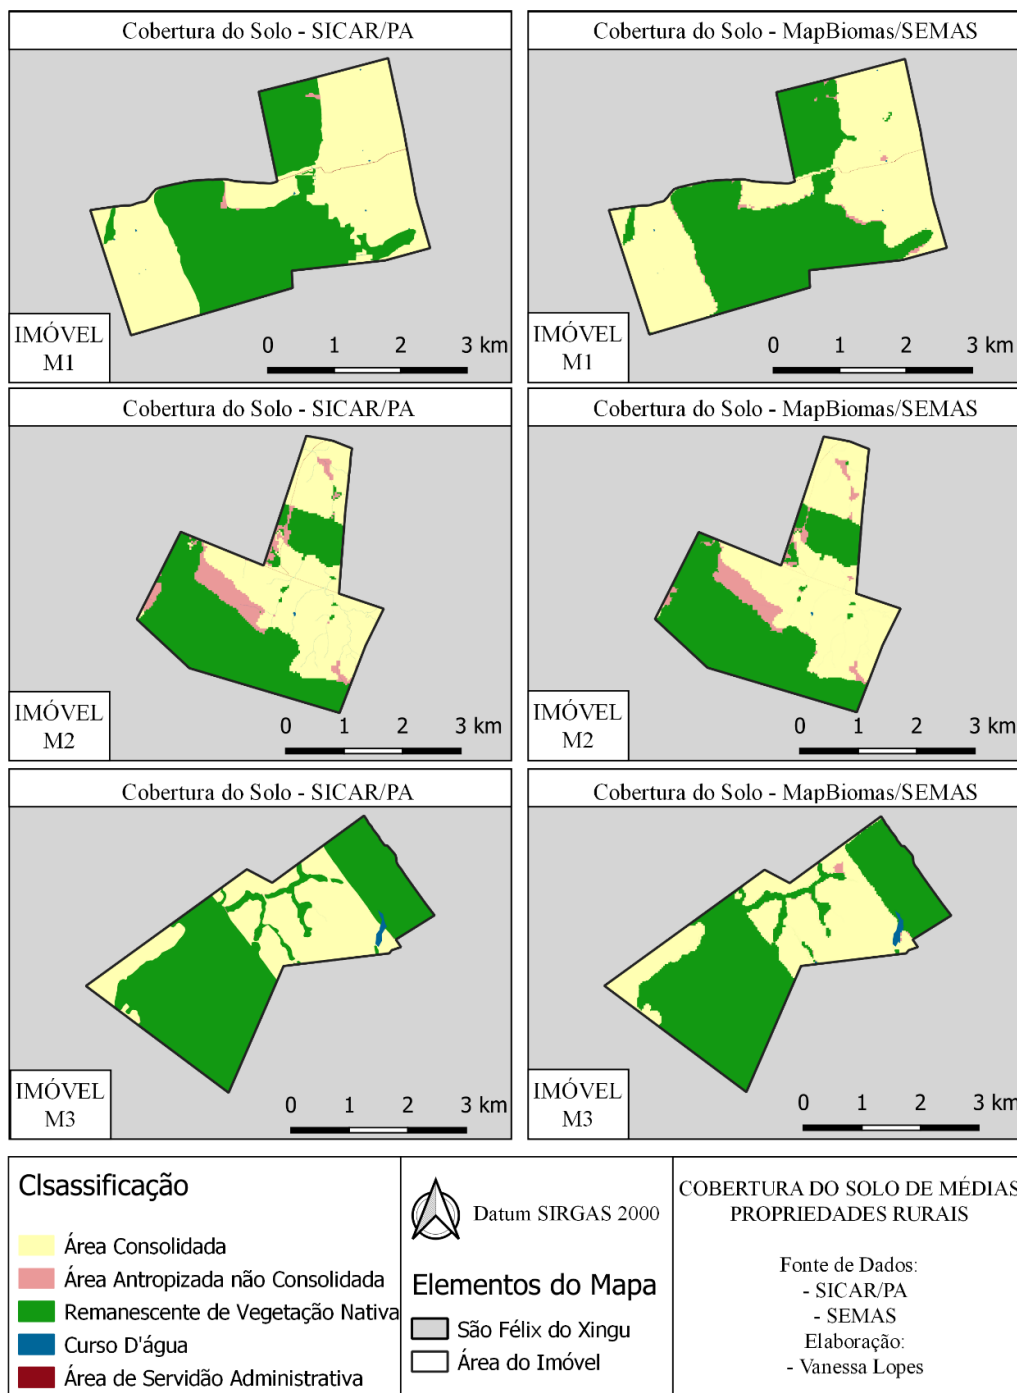 Cobertura do Solo - SICAR/PA
Cobertura do Solo - MapBiomas/SEMAS
IMÓVEL
M1
0 1 2 3 km
IMÓVEL
M1
0 1 2 3 km
Cobertura do Solo - SICAR/PA
Cobertura do Solo - MapBiomas/SEMAS
IMÓVEL
M2
0 1 2 3 km
IMÓVEL
M2
0 1 2 3 km
Cobertura do Solo - SICAR/PA
Cobertura do Solo - MapBiomas/SEMAS
IMÓVEL
M3
0 1 2 3 km
IMÓVEL
M3
0 1 2 3 km
Clsassificação
Área Consolidada
Área Antropizada não Consolidada
Remanescente de Vegetação Nativa
Curso D'água
Área de Servidão Administrativa
Datum SIRGAS 2000
Elementos do Mapa
São Félix do Xingu
Área do Imóvel
COBERTURA DO SOLO DE MÉDIAS
PROPRIEDADES RURAIS
Fonte de Dados:
- SICAR/PA
- SEMAS
Elaboração:
- Vanessa Lopes